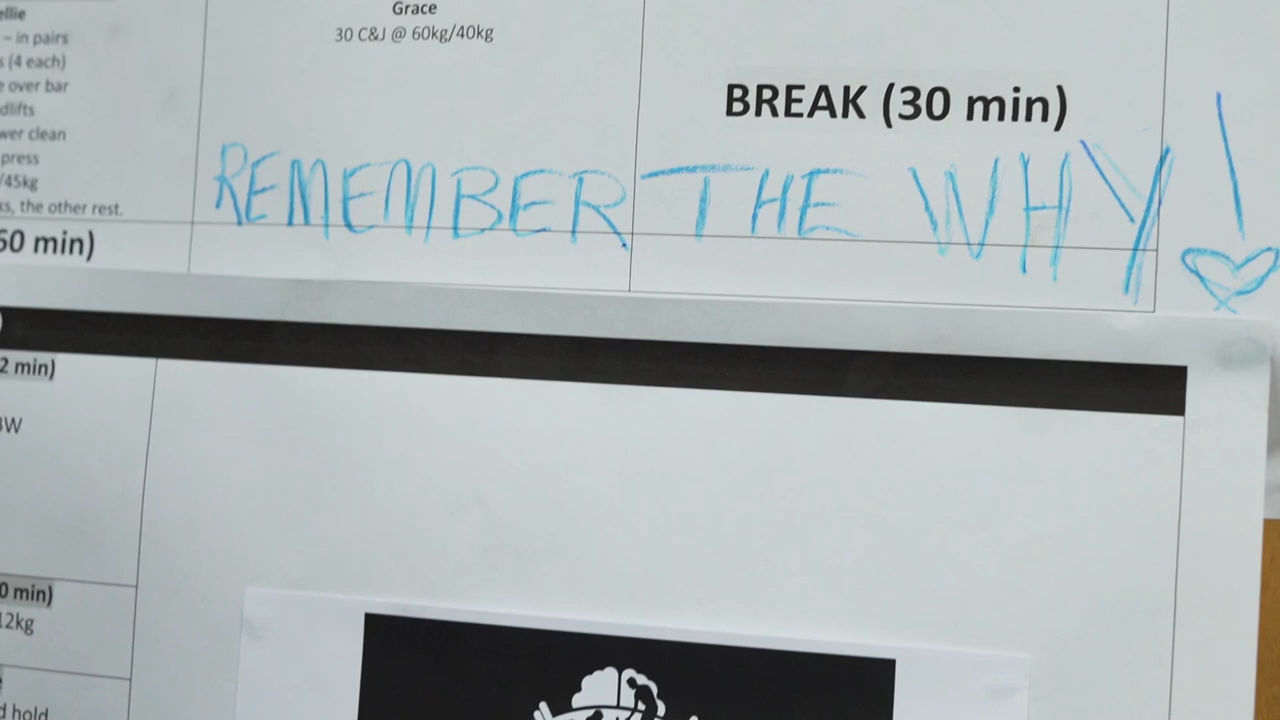 Grace
30 C&J @ 60kg/40kg
– in pairs
(4 each)
over bar
clean
press
/45kg
the other rest.
BREAK (30 min)
REMEMBER THE WHY!
min)
2 min)
0 min)
12kg
hold